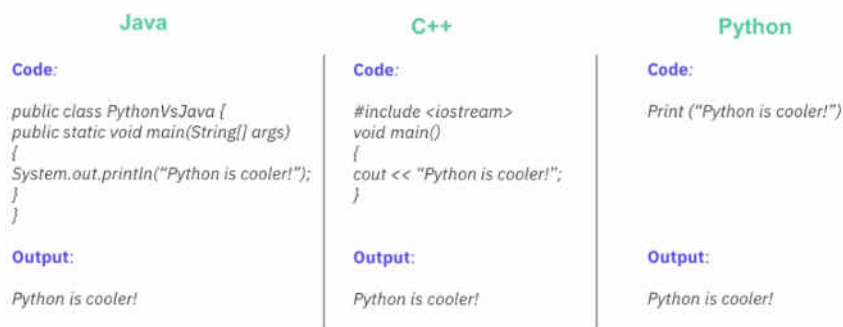 Java
Code:
public class PythonVsJava {
public static void main(String[] args)
{
System.out.println(“Python is cooler!”);
}
}
Output:
Python is cooler!
C++
Code:
#include <iostream>
void main()
{
cout << “Python is cooler!”;
}
Output:
Python is cooler!
Python
Code:
Print (“Python is cooler!”)
Output:
Python is cooler!